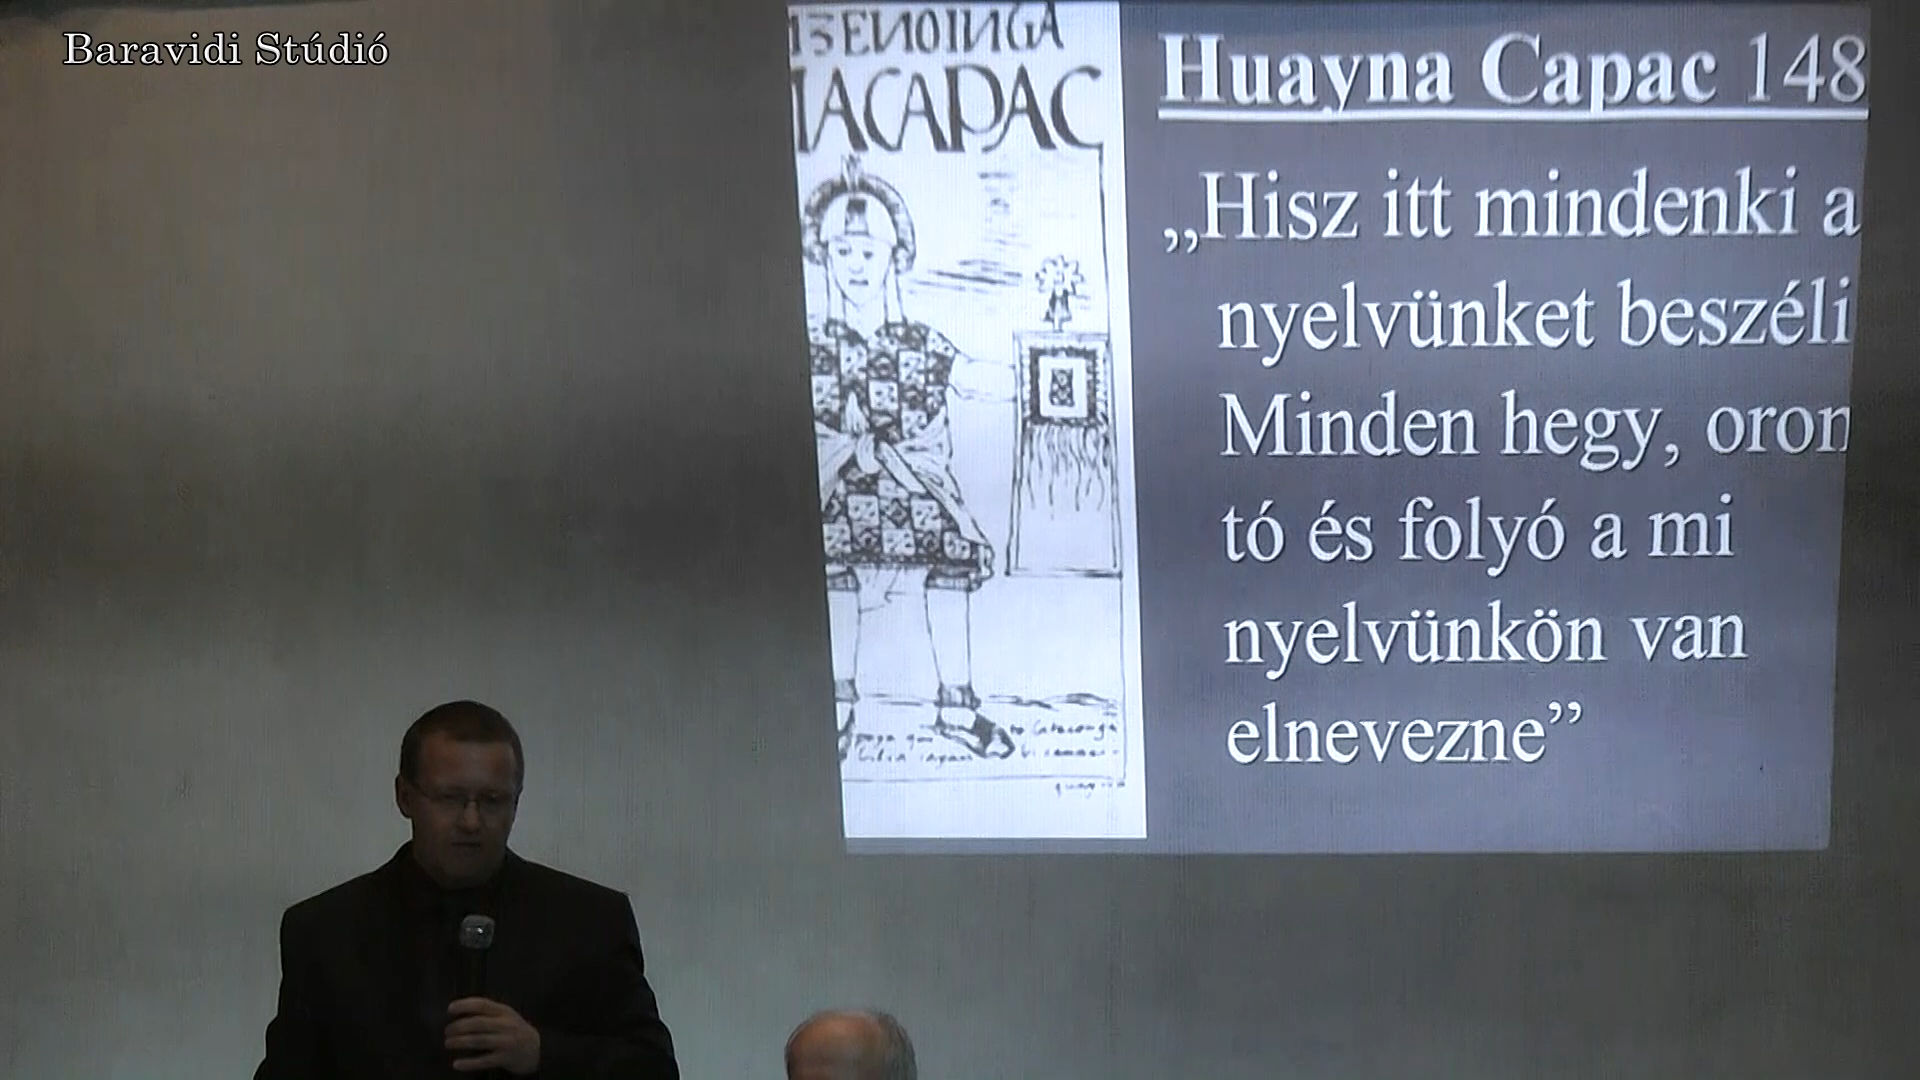 Baravidi Stúdió
Huayna Capac 148
„Hisz itt mindenki a
nyelvünket beszéli
Minden hegy, oron
tó és folyó a mi
nyelvünkön van
elnevezne”
ACAPAC